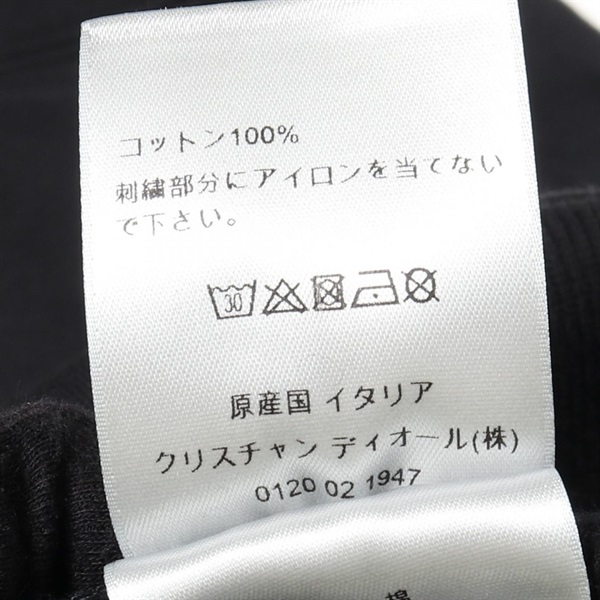 コットン100%
刺繍部分にアイロンを当てない
で下さい。
30
原産国 イタリア
クリスチャン ディオール(株)
0120 02 1947
棉